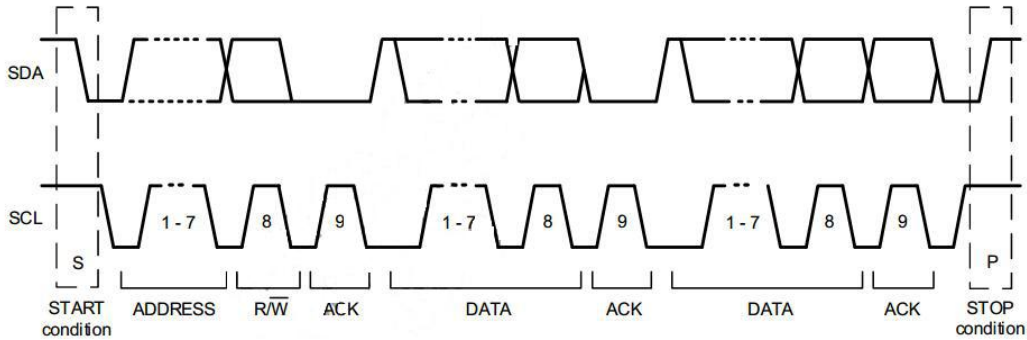 SDA
SCL
1 - 7 8 9 1 - 7 8 9 1 - 7 8 9
S P
START ADDRESS R/W̅ ACK DATA ACK DATA ACK STOP
condition condition